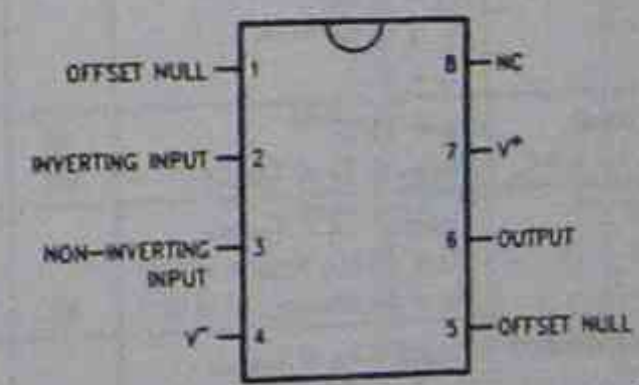 OFFSET NULL 1
INVERTING INPUT 2
NON-INVERTING 3
INPUT
V- 4
8 NC
7 V+
6 OUTPUT
5 OFFSET NULL